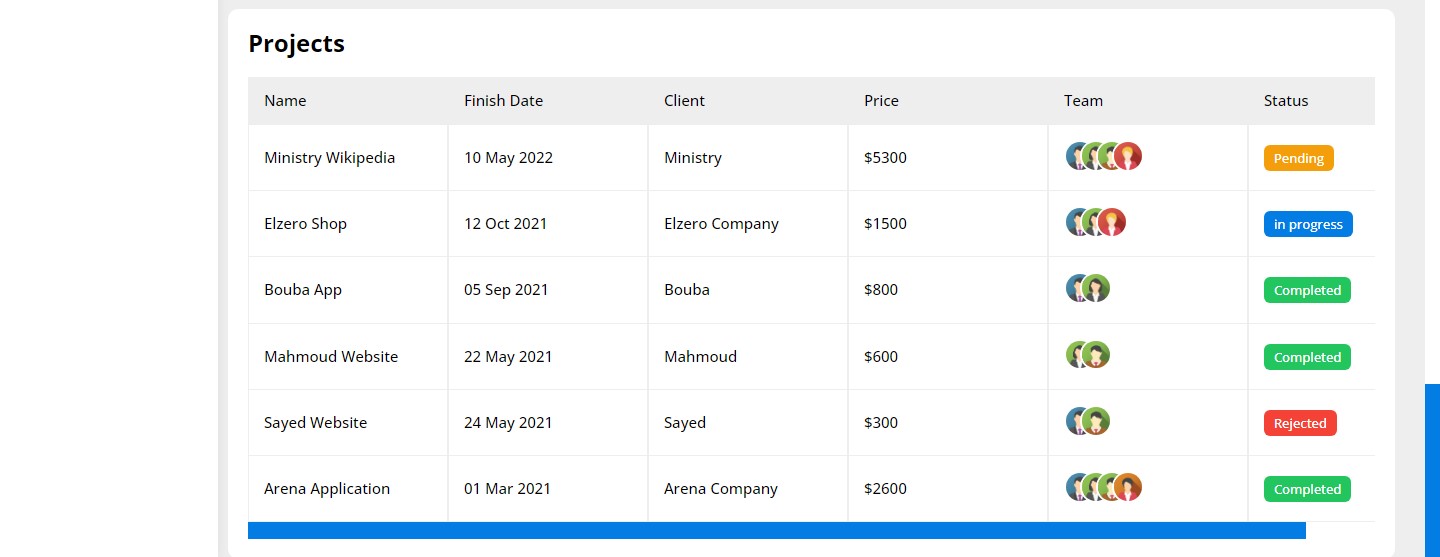 Projects
Name Finish Date Client Price Team Status
Ministry Wikipedia 10 May 2022 Ministry $5300 Pending
Elzero Shop 12 Oct 2021 Elzero Company $1500 in progress
Bouba App 05 Sep 2021 Bouba $800 Completed
Mahmoud Website 22 May 2021 Mahmoud $600 Completed
Sayed Website 24 May 2021 Sayed $300 Rejected
Arena Application 01 Mar 2021 Arena Company $2600 Completed